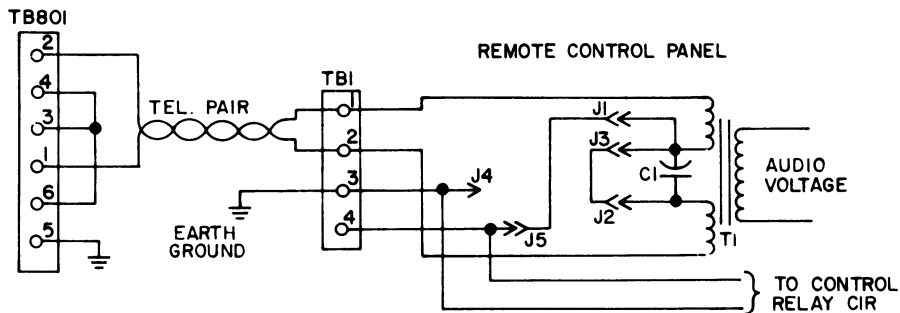 TB801
2
4
3
1
6
5
TEL. PAIR
EARTH
GROUND
TB1
1
2
3
4
REMOTE CONTROL PANEL
J1
J3
J4
C1
J2
J5
T1
AUDIO
VOLTAGE
TO CONTROL
RELAY CIR